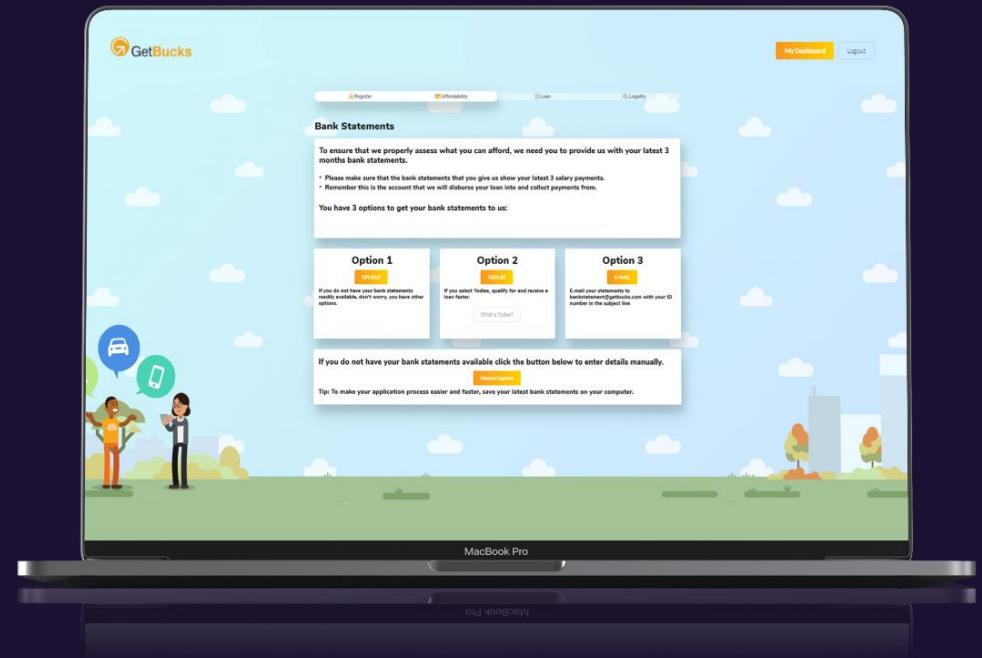 GetBucks
My Dashboard Logout
Register Affordability Loan Legality
Bank Statements
To ensure that we properly assess what you can afford, we need you to provide us with your latest 3
months bank statements.
• Please make sure that the bank statements that you give us show your latest 3 salary payments.
• Remember this is the account that we will disburse your loan into and collect payments from.
You have 3 options to get your bank statements to us:
Option 1
UPLOAD
If you do not have your bank statements
readily available, don't worry, you have other
options.
Option 2
YODLEE
If you select Yodlee, qualify for and receive a
loan faster.
What is Yodlee?
Option 3
E-MAIL
E-mail your statements to
bankstatement@getbucks.com with your ID
number in the subject line
If you do not have your bank statements available click the button below to enter details manually.
Manual Capture
Tip: To make your application process easier and faster, save your latest bank statements on your computer.
MacBook Pro
MacBook Pro